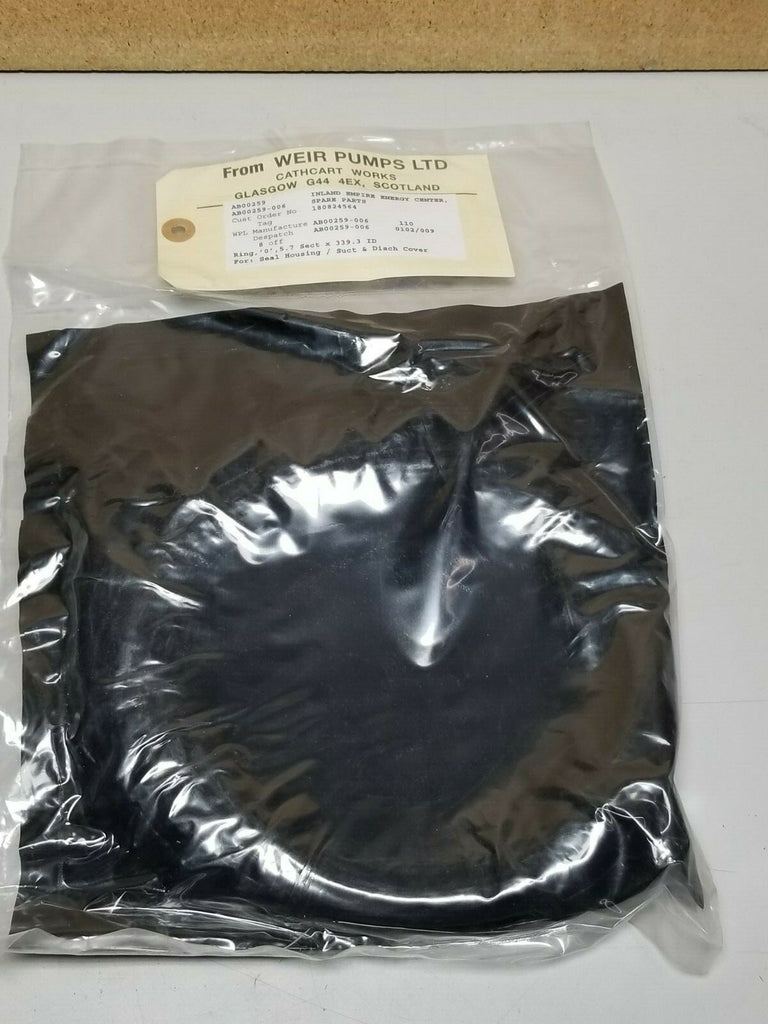 From WEIR PUMPS LTD
CATHCART WORKS
GLASGOW G44 4EX, SCOTLAND
AB00259 INLAND EMPIRE ENERGY CENTER.
AB00259-006 SPARE PARTS
Cust Order No 180824564
Tag
WPL Manufacture AB00259-006 110
Despatch AB00259-006 0102/009
8 off
Ring,'O',5.7 Sect x 339.3 ID
For: Seal Housing / Suct & Disch Cover